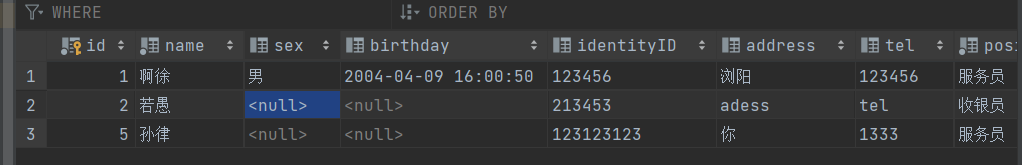 WHERE ORDER BY
id name sex birthday identityID address tel posi
1 1 啊徐 男 2004-04-09 16:00:50 123456 浏阳 123456 服务员
2 2 若愚 <null> <null> 213453 adess tel 收银员
3 5 孙律 <null> <null> 123123123 你 1333 服务员